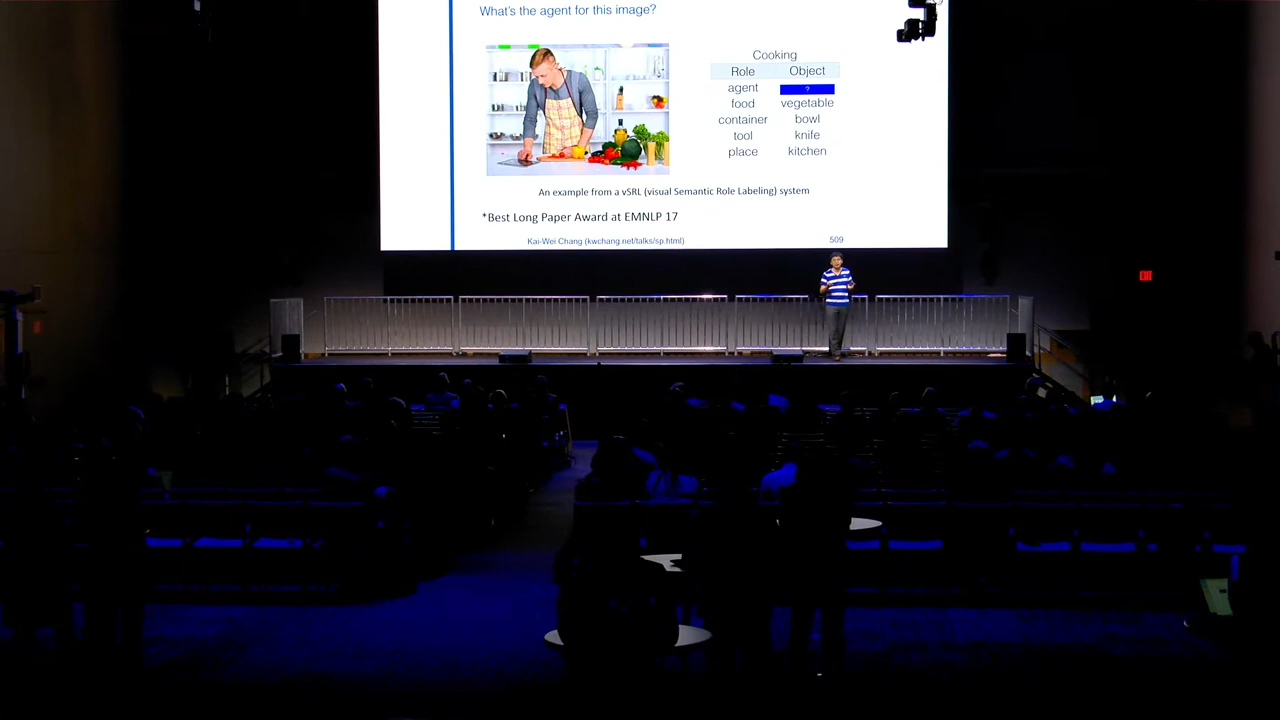 What's the agent for this image?
Cooking
Role Object
agent ?
food vegetable
container bowl
tool knife
place kitchen
An example from a vSRL (visual Semantic Role Labeling) system
*Best Long Paper Award at EMNLP 17
Kai-Wei Chang (kwchang.net/talks/sp.html) 509
EXIT